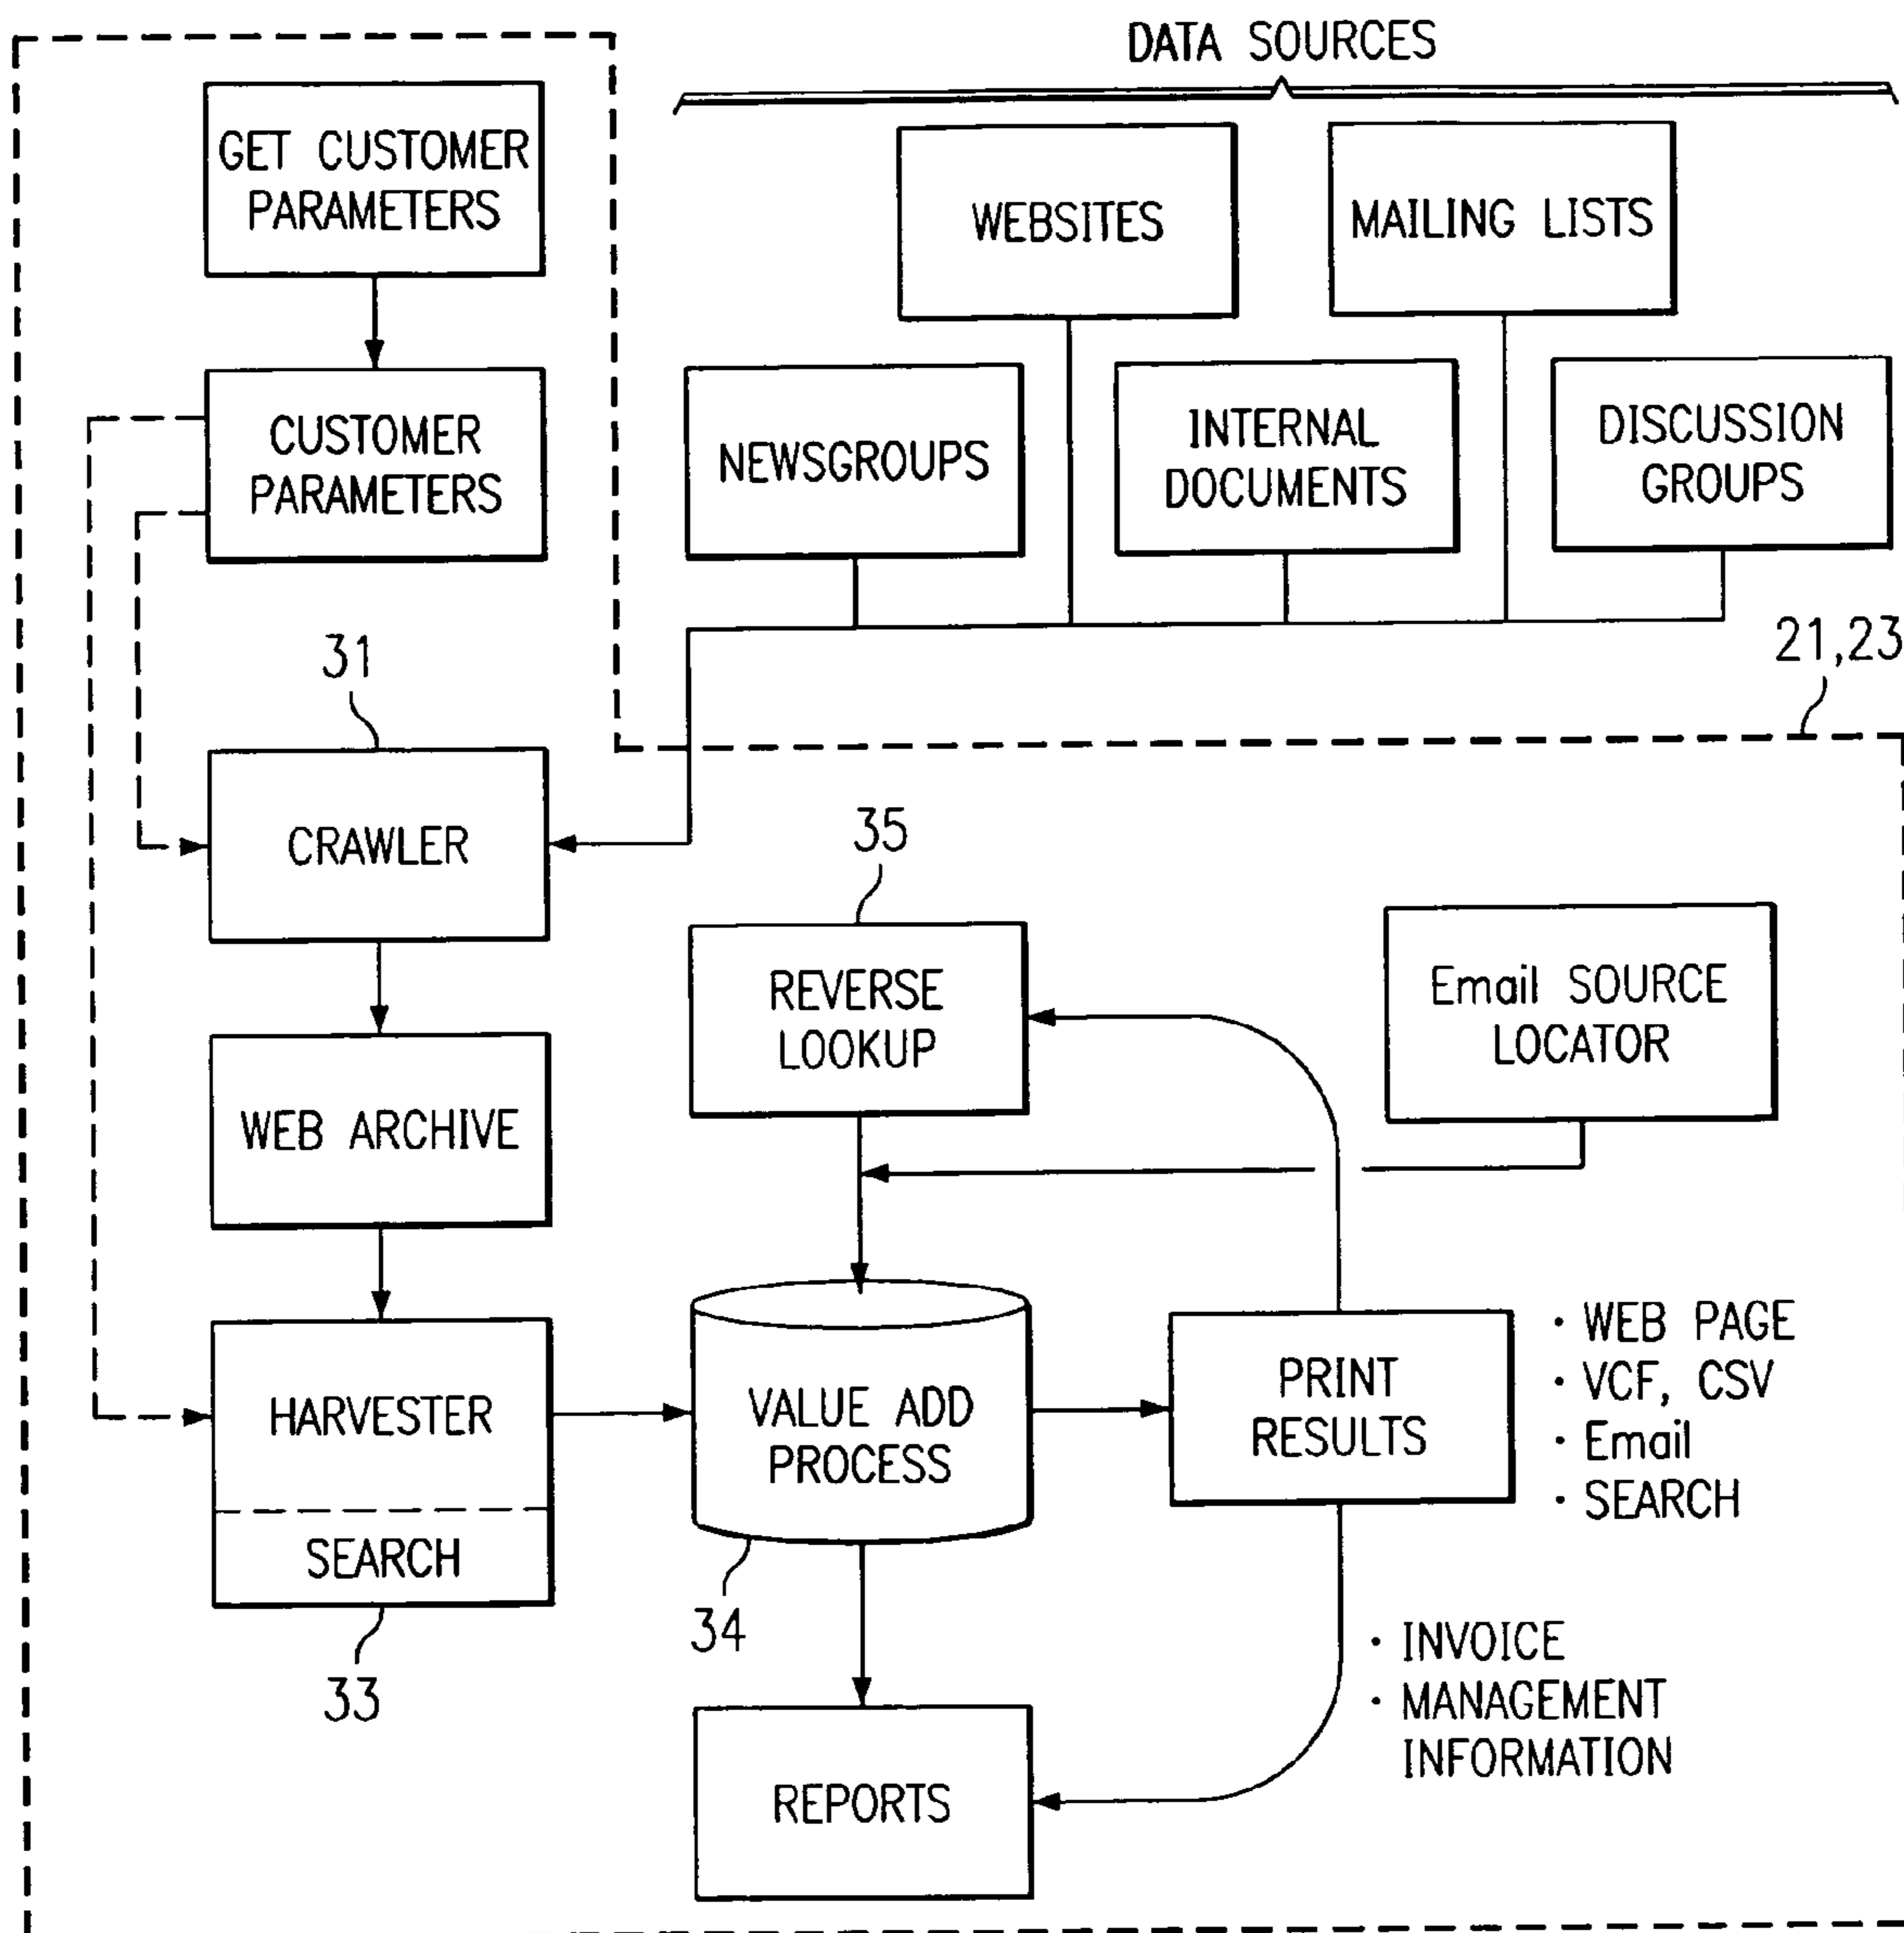 DATA SOURCES
GET CUSTOMER
PARAMETERS
WEBSITES
MAILING LISTS
CUSTOMER
PARAMETERS
NEWSGROUPS
INTERNAL
DOCUMENTS
DISCUSSION
GROUPS
21,23
31
CRAWLER
35
REVERSE
LOOKUP
Email SOURCE
LOCATOR
WEB ARCHIVE
HARVESTER
SEARCH
33
VALUE ADD
PROCESS
34
PRINT
RESULTS
· WEB PAGE
· VCF, CSV
· Email
· SEARCH
· INVOICE
· MANAGEMENT
INFORMATION
REPORTS